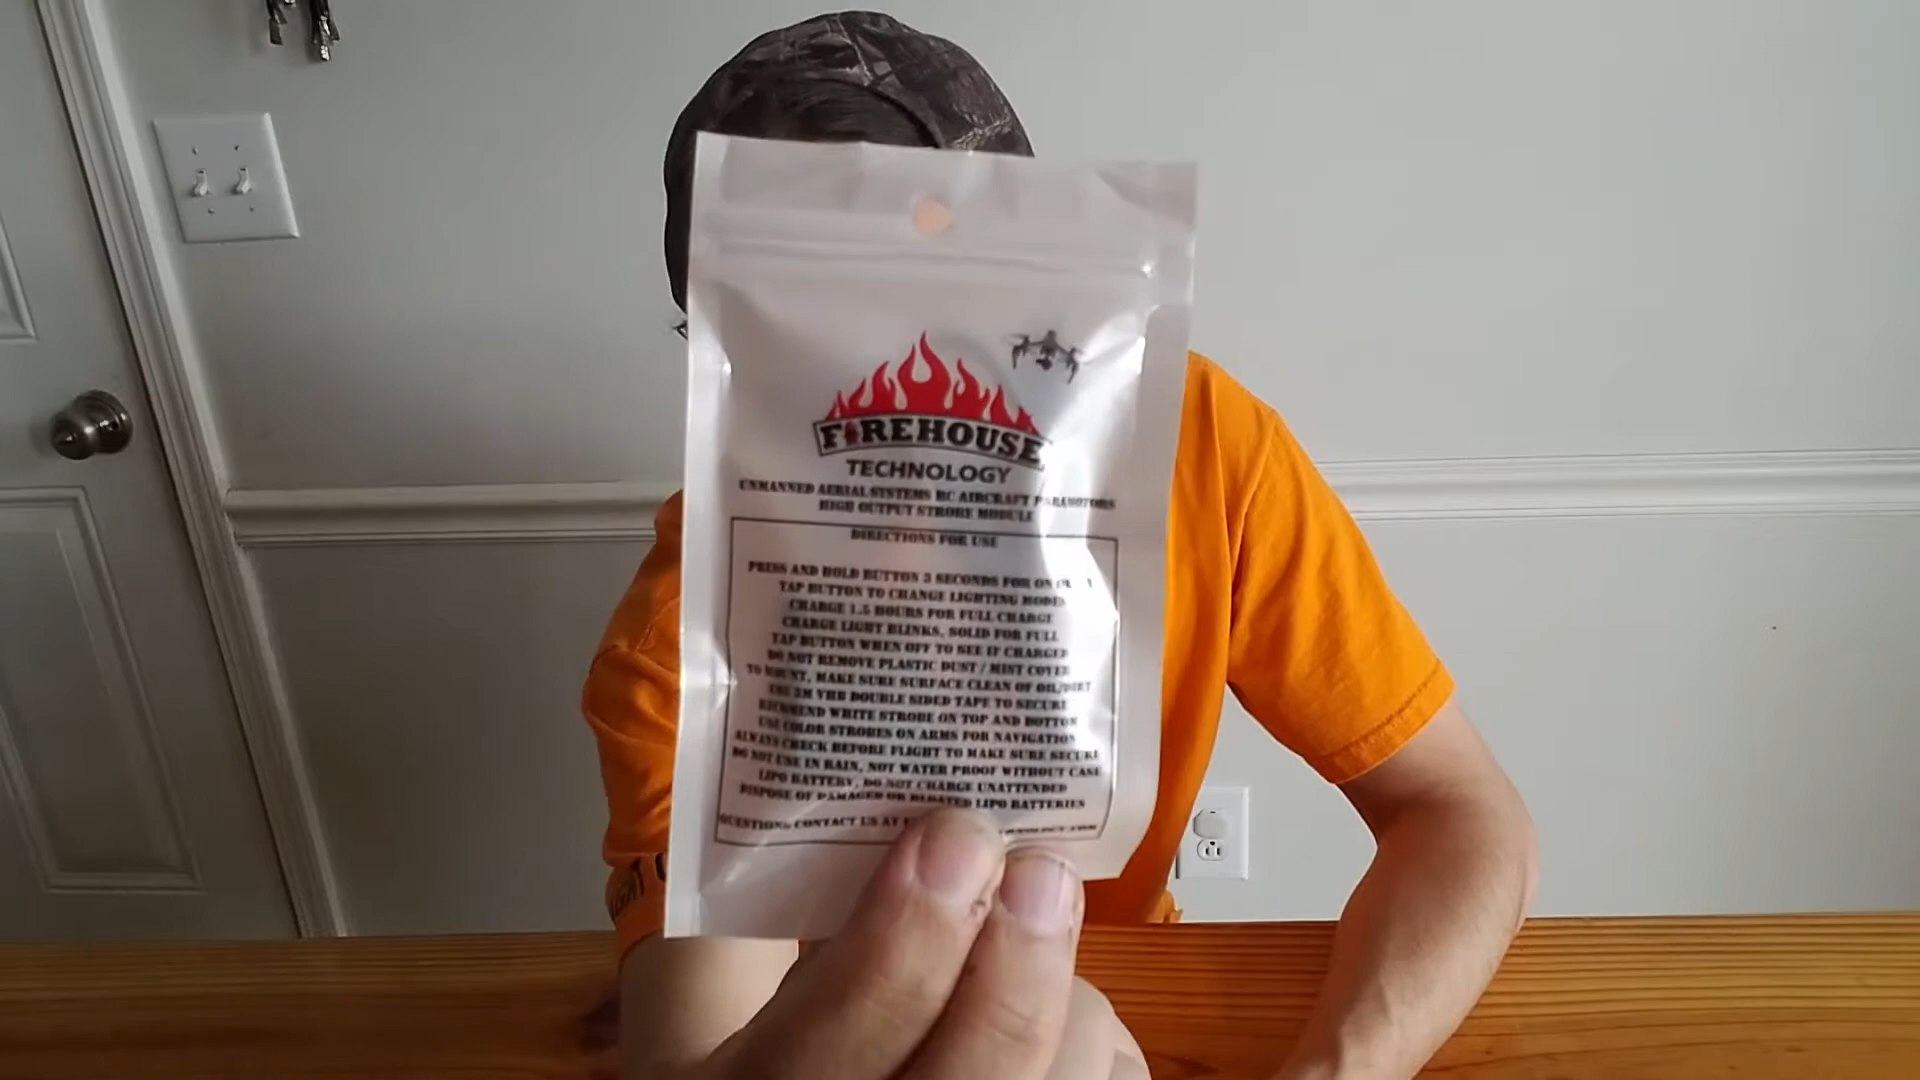 FIREHOUSE
TECHNOLOGY
UNMANNED AERIAL SYSTEMS RC AIRCRAFT PARAMOTORS
HIGH OUTPUT STROBE MODULE
DIRECTIONS FOR USE
PRESS AND HOLD BUTTON 3 SECONDS FOR ON
TAP BUTTON TO CHANGE LIGHTING MODES
CHARGE 1.5 HOURS FOR FULL CHARGE
CHARGE LIGHT BLINKS, SOLID FOR FULL
TAP BUTTON WHEN OFF TO SEE IF CHARGED
DO NOT REMOVE PLASTIC DUST / MIST COVER
TO MOUNT, MAKE SURE SURFACE CLEAN OF OIL/DIRT
USE 3M VHB DOUBLE SIDED TAPE TO SECURE
RECOMEND WHITE STROBE ON TOP AND BOTTOM
USE COLOR STROBES ON ARMS FOR NAVIGATION
ALWAYS CHECK BEFORE FLIGHT TO MAKE SURE SECURE
DO NOT USE IN RAIN, NOT WATER PROOF WITHOUT CASE
LIPO BATTERY, DO NOT CHARGE UNATTENDED
DISPOSE OF DAMAGED OR BLOATED LIPO BATTERIES
QUESTIONS CONTACT US AT